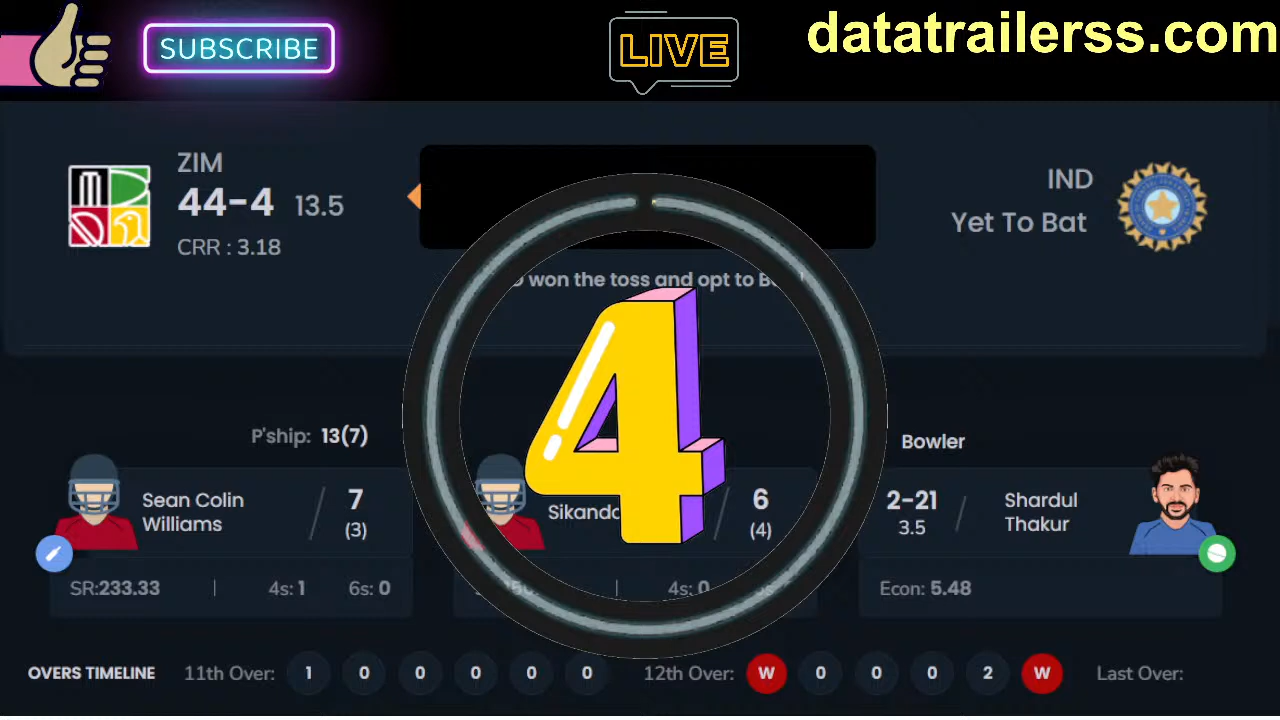 SUBSCRIBE
LIVE
datatrailerss.com
ZIM
44-4 13.5
CRR : 3.18
IND
Yet To Bat
won the toss and opt to
4
P'ship: 13(7)
Bowler
Sean Colin
Williams
7
(3)
6
(4)
2-21
3.5
Shardul
Thakur
SR:233.33
4s: 1
6s: 0
4s: 0
Econ: 5.48
OVERS TIMELINE 11th Over: 1 0 0 0 0 0 12th Over: W 0 0 0 2 W Last Over: